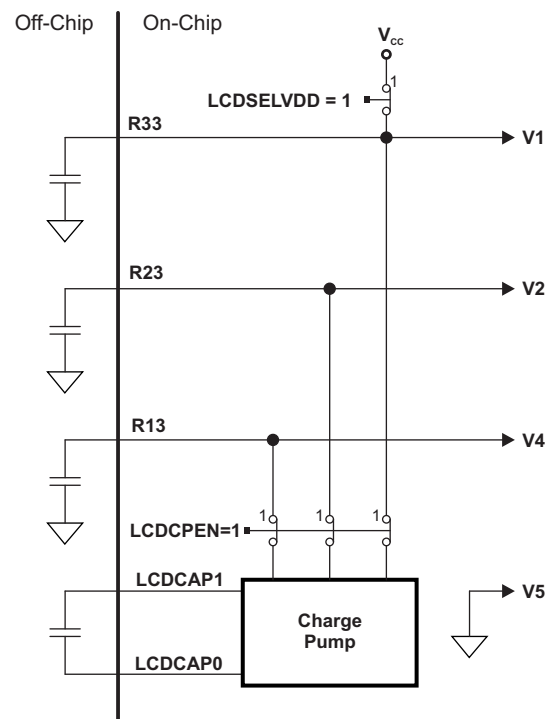 Off-Chip
On-Chip
Vcc
1
LCDSELVDD = 1
R33
V1
R23
V2
R13
V4
1
1
1
LCDCPEN=1
LCDCAP1
V5
Charge
Pump
LCDCAP0